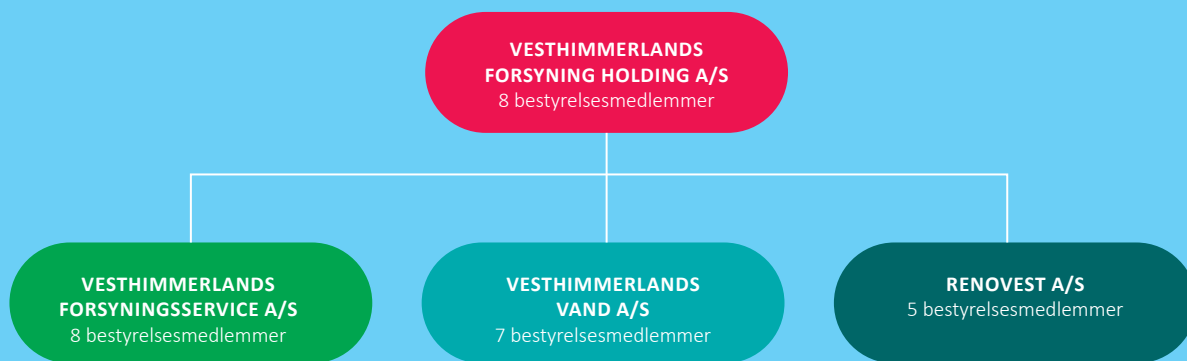 VESTHIMMERLANDS
FORSYNING HOLDING A/S
8 bestyrelsesmedlemmer
VESTHIMMERLANDS
FORSYNINGSSERVICE A/S
8 bestyrelsesmedlemmer
VESTHIMMERLANDS
VAND A/S
7 bestyrelsesmedlemmer
RENOVEST A/S
5 bestyrelsesmedlemmer